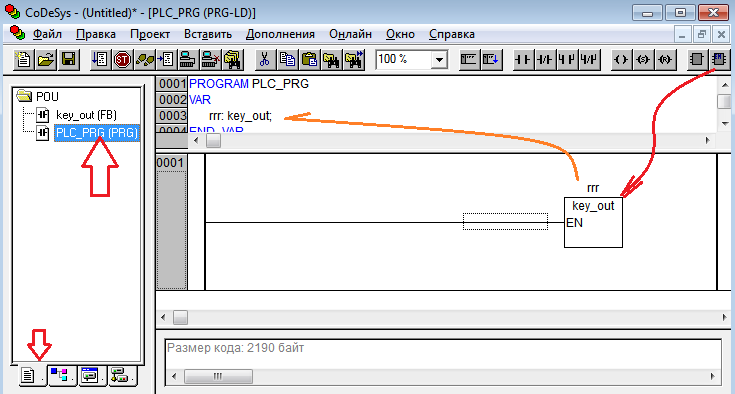 CoDeSys - (Untitled)* - [PLC_PRG (PRG-LD)]
Файл Правка Проект Вставить Дополнения Онлайн Окно Справка
100 %
POU
key_out (FB)
PLC_PRG (PRG)
0001 PROGRAM PLC_PRG
0002 VAR
0003 rrr: key_out;
0004 END_VAR
0001
rrr
key_out
EN
Размер кода: 2190 байт